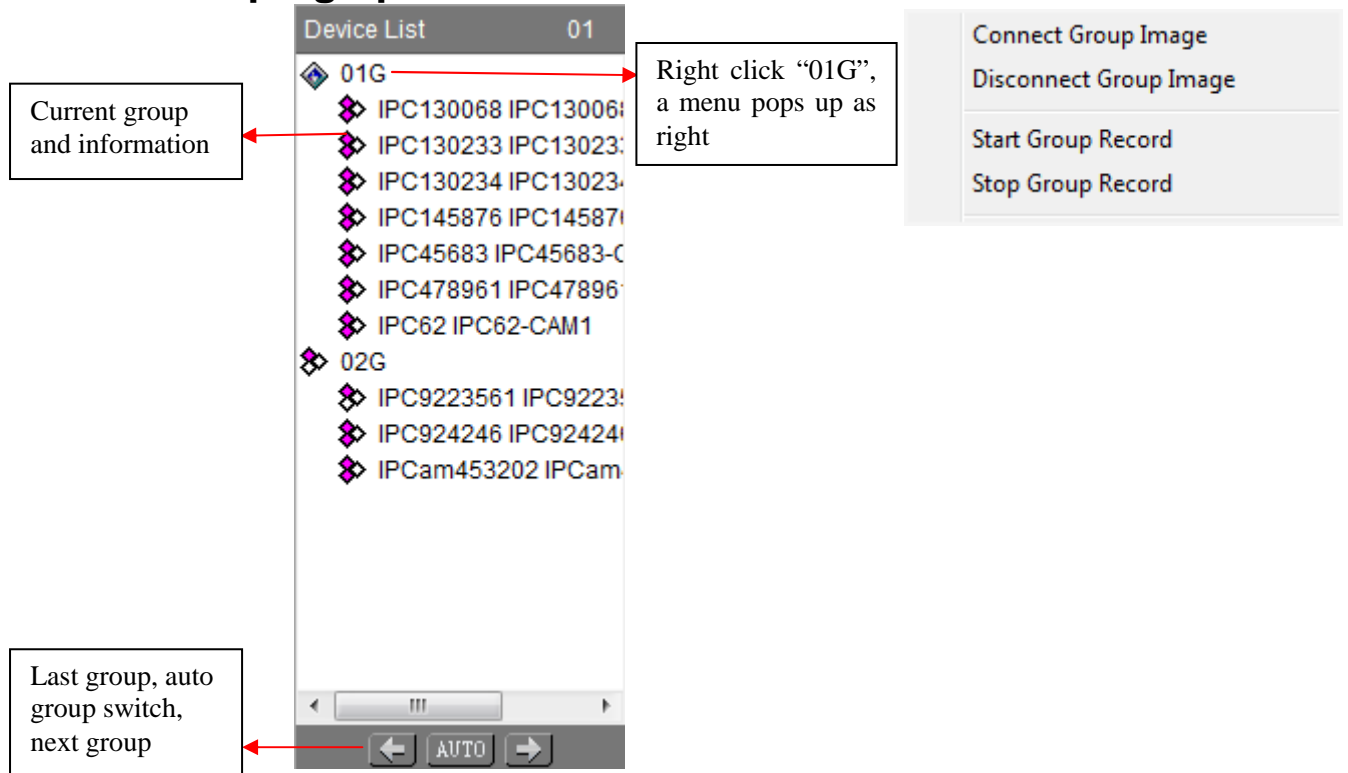 Device List 01
01G
IPC130068 IPC13006
IPC130233 IPC13023
IPC130234 IPC13023
IPC145876 IPC14587
IPC45683 IPC45683-C
IPC478961 IPC47896
IPC62 IPC62-CAM1
02G
IPC9223561 IPC9223
IPC924246 IPC92424
IPCam453202 IPCam
AUTO
Current group
and information
Last group, auto
group switch,
next group
Right click “01G”,
a menu pops up as
right
Connect Group Image
Disconnect Group Image
Start Group Record
Stop Group Record